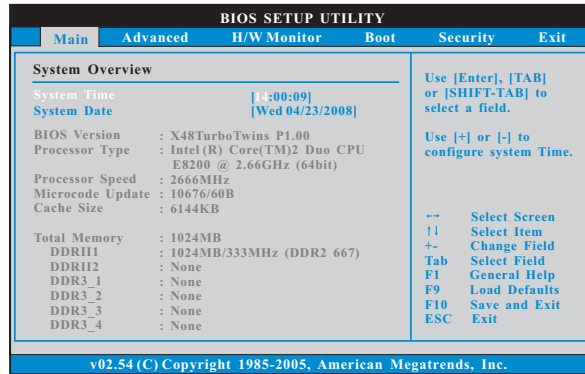 BIOS SETUP UTILITY
Main Advanced H/W Monitor Boot Security Exit
System Overview
System Time [14:00:09]
System Date [Wed 04/23/2008]
BIOS Version : X48TurboTwins P1.00
Processor Type : Intel (R) Core(TM)2 Duo CPU
E8200 @ 2.66GHz (64bit)
Processor Speed : 2666MHz
Microcode Update : 10676/60B
Cache Size : 6144KB
Total Memory : 1024MB
DDRII1 : 1024MB/333MHz (DDR2 667)
DDRII2 : None
DDR3_1 : None
DDR3_2 : None
DDR3_3 : None
DDR3_4 : None
Use [Enter], [TAB]
or [SHIFT-TAB] to
select a field.
Use [+] or [-] to
configure system Time.
←→ Select Screen
↑↓ Select Item
+- Change Field
Tab Select Field
F1 General Help
F9 Load Defaults
F10 Save and Exit
ESC Exit
v02.54 (C) Copyright 1985-2005, American Megatrends, Inc.